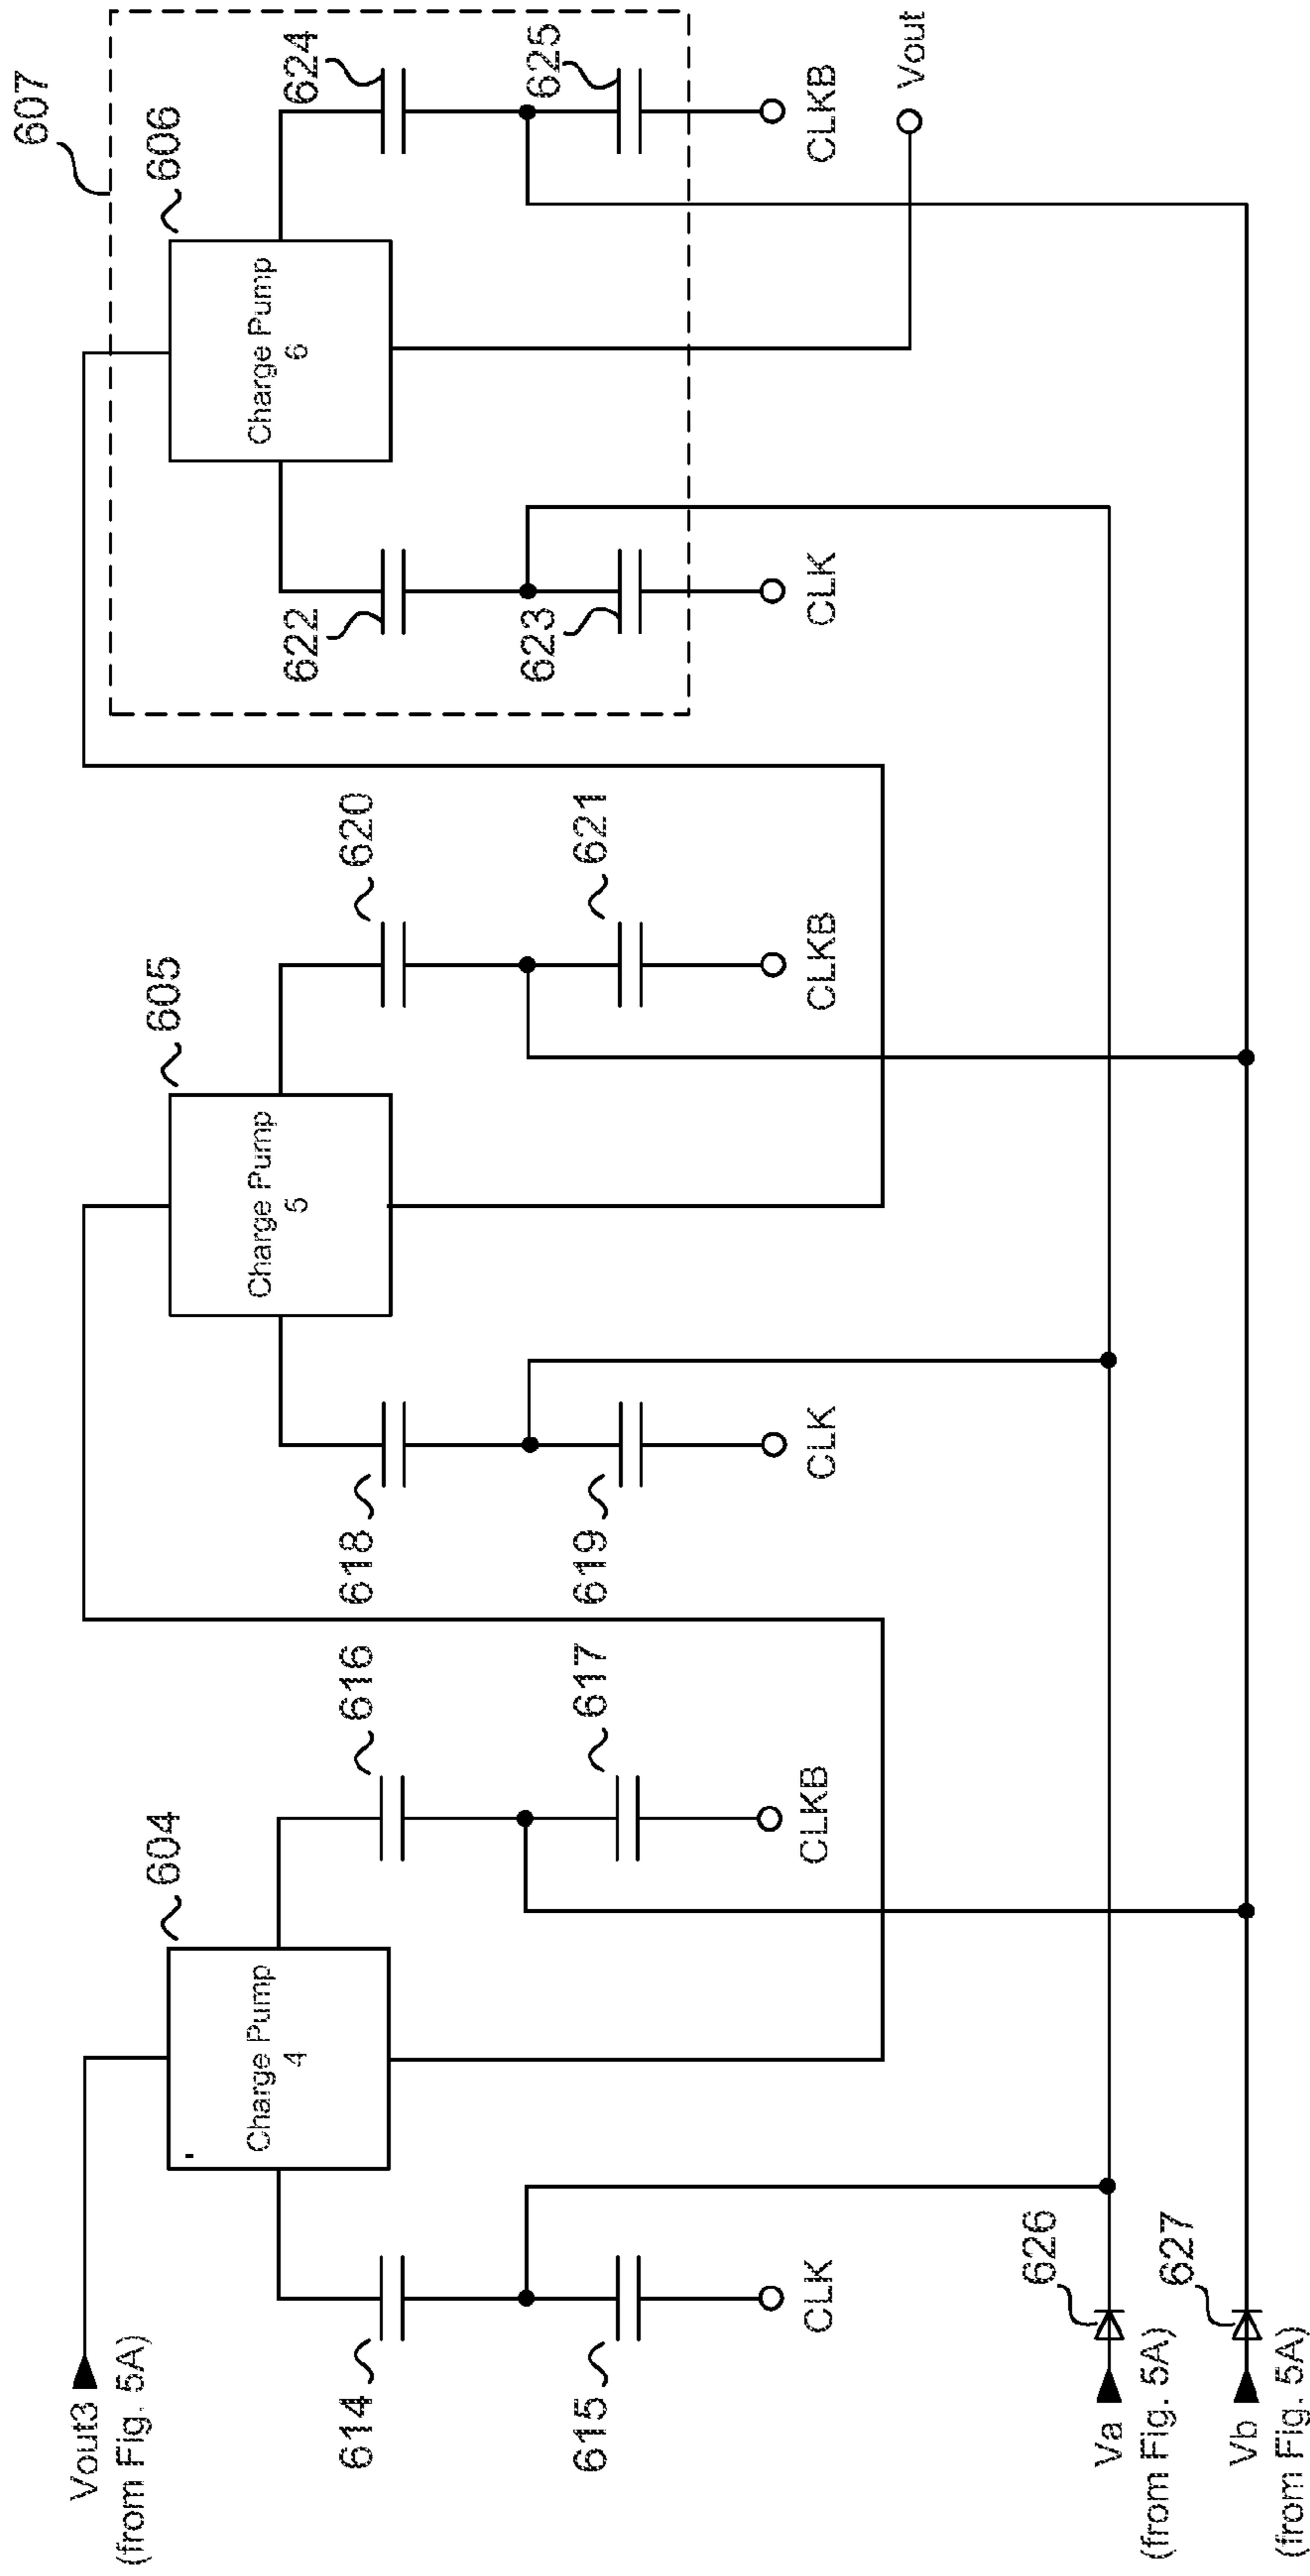 607
606
Charge Pump
6
624
625
622
623
CLK
CLKB
Vout
605
Charge Pump
5
620
621
618
619
CLK
CLKB
604
Charge Pump
4
616
617
614
615
CLK
CLKB
Vout3
(from Fig. 5A)
626
Va
(from Fig. 5A)
627
Vb
(from Fig. 5A)